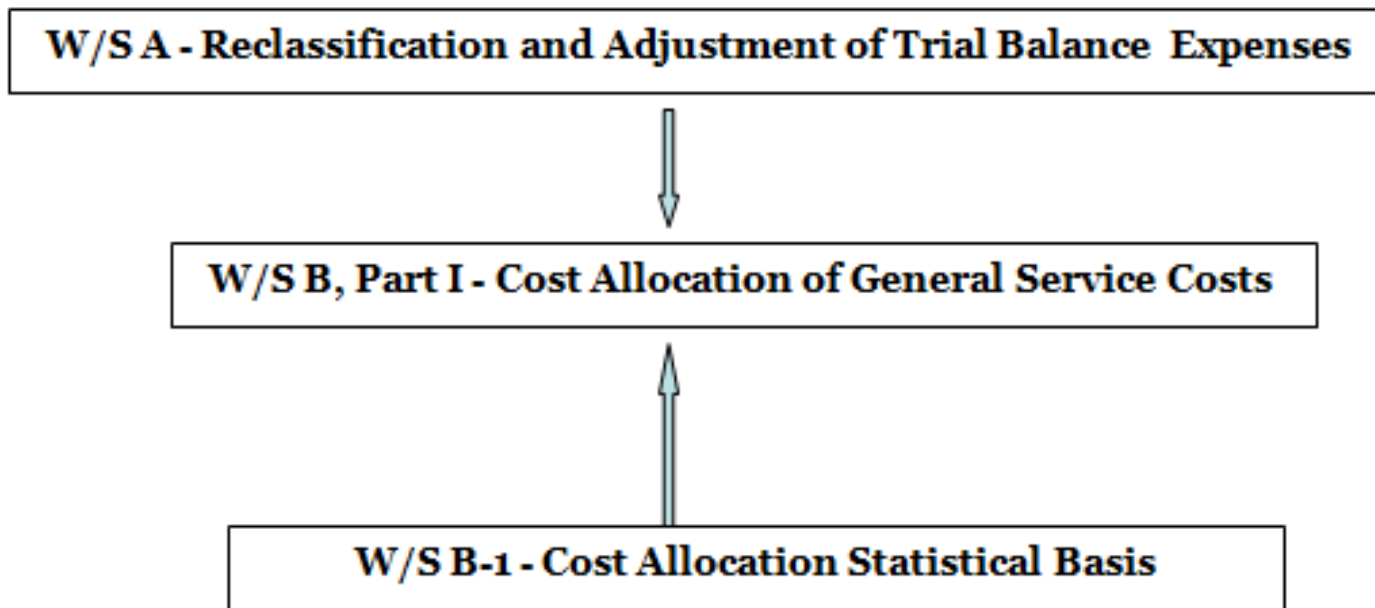 W/S A - Reclassification and Adjustment of Trial Balance Expenses
W/S B, Part I - Cost Allocation of General Service Costs
W/S B-1 - Cost Allocation Statistical Basis